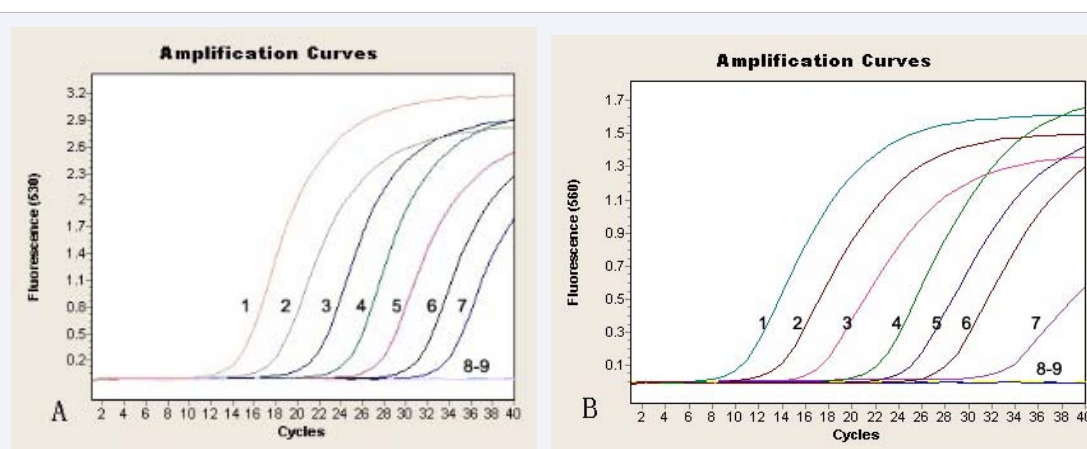 Amplification Curves
Fluorescence (530)
3.2
2.9
2.6
2.3
2
1.7
1.4
1.1
0.8
0.5
0.2
1 2 3 4 5 6 7
8-9
A
2 4 6 8 10 12 14 16 18 20 22 24 26 28 30 32 34 36 38 40
Cycles
Amplification Curves
Fluorescence (560)
1.7
1.5
1.3
1.1
0.9
0.7
0.5
0.3
0.1
1 2 3 4 5 6 7
8-9
B
2 4 6 8 10 12 14 16 18 20 22 24 26 28 30 32 34 36 38 40
Cycles